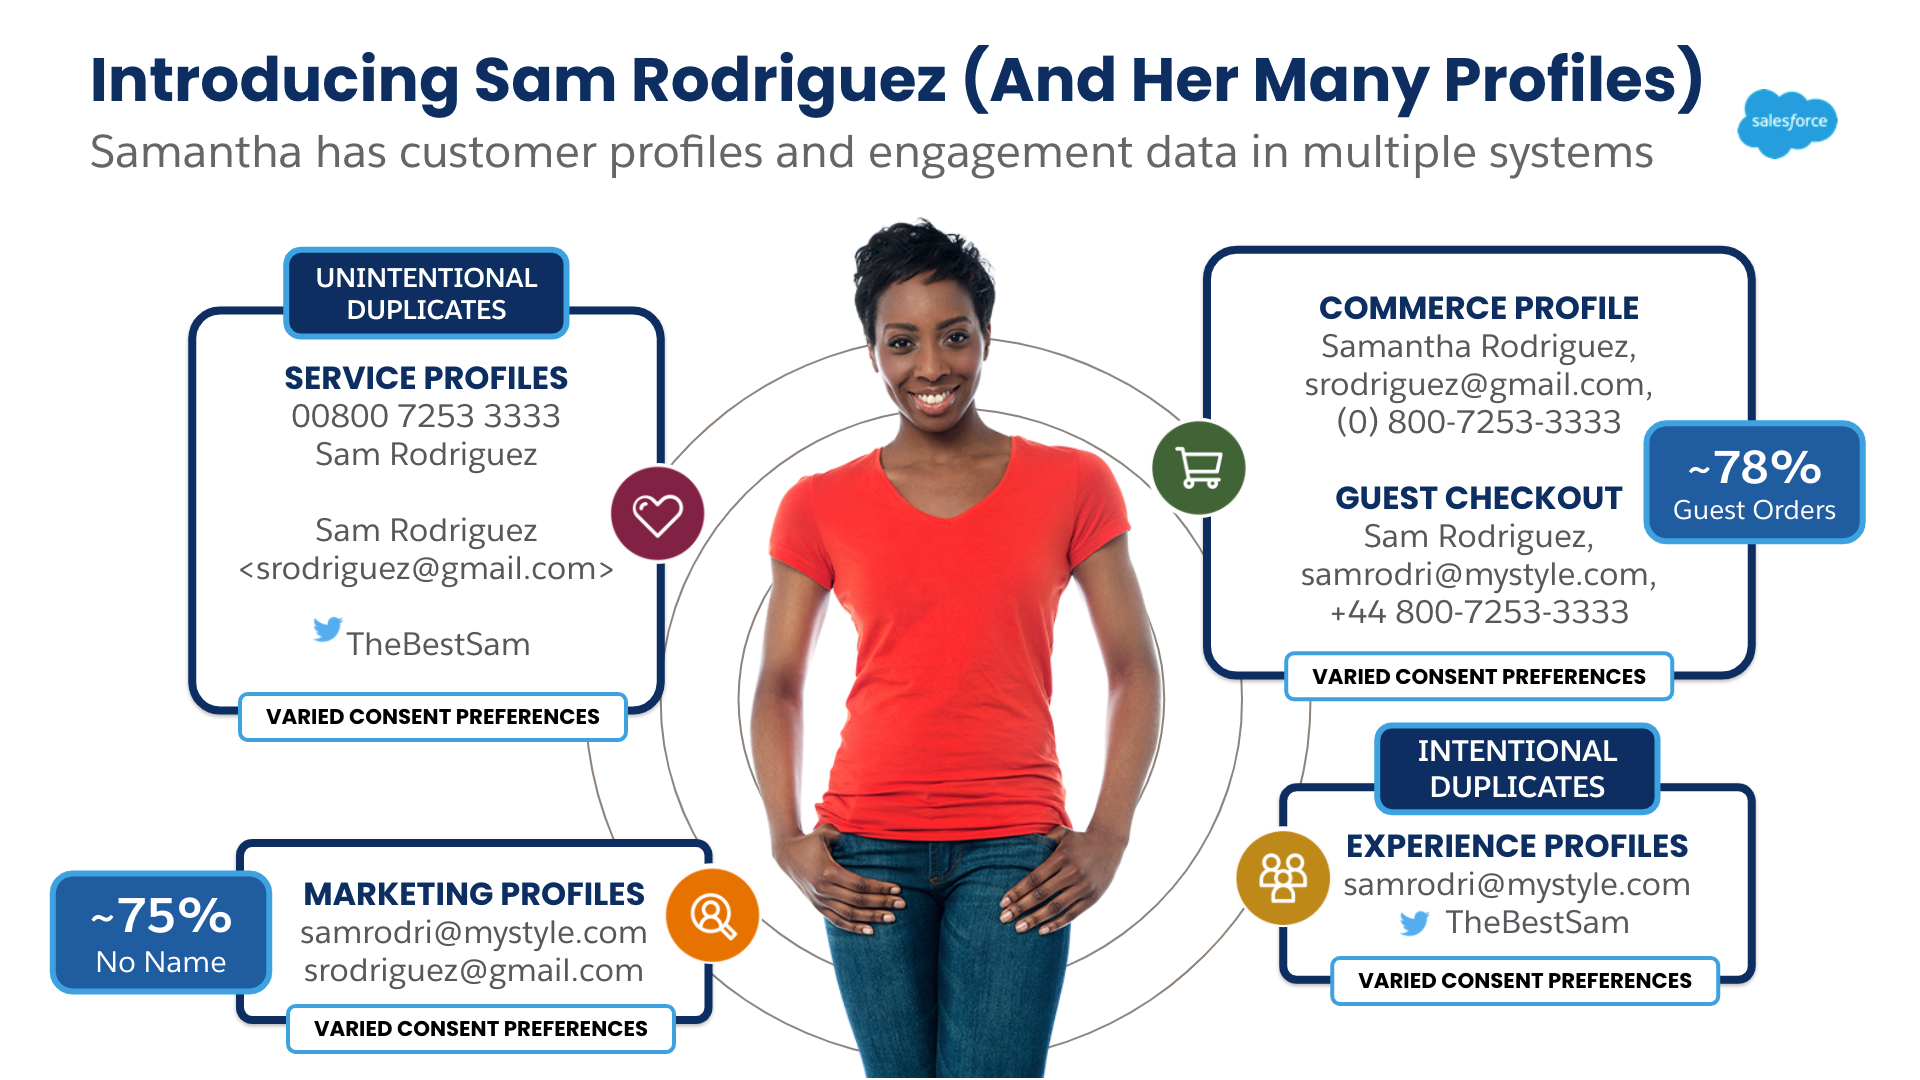 Introducing Sam Rodriguez (And Her Many Profiles)
Samantha has customer profiles and engagement data in multiple systems
salesforce
UNINTENTIONAL
DUPLICATES
SERVICE PROFILES
00800 7253 3333
Sam Rodriguez
Sam Rodriguez
<srodriguez@gmail.com>
TheBestSam
VARIED CONSENT PREFERENCES
~75%
No Name
MARKETING PROFILES
samrodri@mystyle.com
srodriguez@gmail.com
VARIED CONSENT PREFERENCES
COMMERCE PROFILE
Samantha Rodriguez,
srodriguez@gmail.com,
(0) 800-7253-3333
GUEST CHECKOUT
Sam Rodriguez,
samrodri@mystyle.com,
+44 800-7253-3333
~78%
Guest Orders
VARIED CONSENT PREFERENCES
INTENTIONAL
DUPLICATES
EXPERIENCE PROFILES
samrodri@mystyle.com
TheBestSam
VARIED CONSENT PREFERENCES